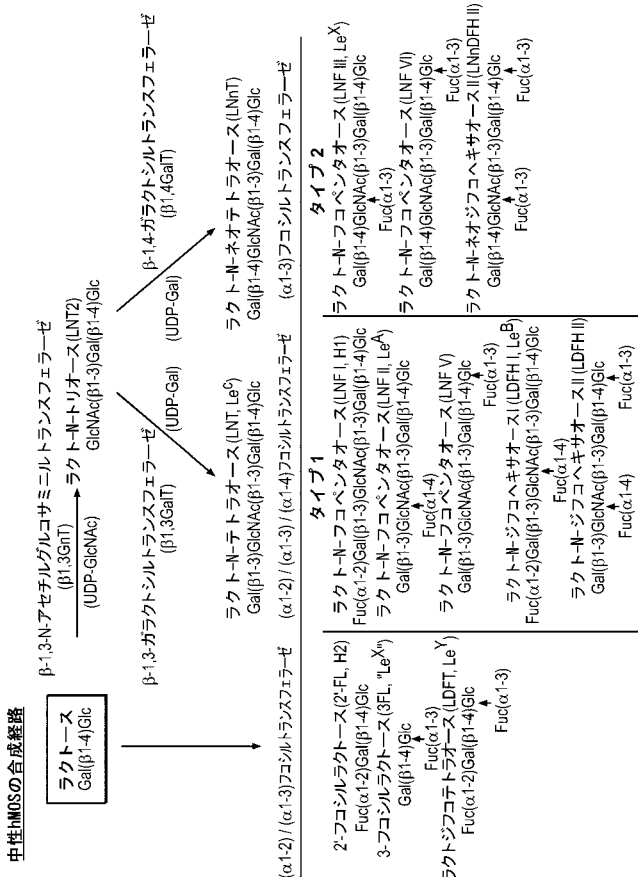 中性hMOSの合成経路
ラクトース
Gal(β1-4)Glc
β-1,3-N-アセチルグルコサミニルトランスフェラーゼ
(β1,3GnT)
(UDP-GlcNAc)
ラクト-N-トリオース(LNT2)
GlcNAc(β1-3)Gal(β1-4)Glc
β-1,3-ガラクトシルトランスフェラーゼ
(β1,3GalT)
(UDP-Gal)
β-1,4-ガラクトシルトランスフェラーゼ
(β1,4GalT)
(UDP-Gal)
ラクト-N-テトラオース(LNT, Leᶜ)
Gal(β1-3)GlcNAc(β1-3)Gal(β1-4)Glc
ラクト-N-ネオテトラオース(LNnT)
Gal(β1-4)GlcNAc(β1-3)Gal(β1-4)Glc
(α1-2) / (α1-3)フコシルトランスフェラーゼ
(α1-2) / (α1-3) / (α1-4)フコシルトランスフェラーゼ
(α1-3)フコシルトランスフェラーゼ
2'-フコシルラクトース(2'-FL, H2)
Fuc(α1-2)Gal(β1-4)Glc
3-フコシルラクトース(3FL, "Leˣ")
Gal(β1-4)Glc
Fuc(α1-3)
ラクトジフコテトラオース(LDFT, Leʸ)
Fuc(α1-2)Gal(β1-4)Glc
Fuc(α1-3)
タイプ 1
ラクト-N-フコペンタオース(LNF I, H1)
Fuc(α1-2)Gal(β1-3)GlcNAc(β1-3)Gal(β1-4)Glc
ラクト-N-フコペンタオース(LNF II, Leᴬ)
Gal(β1-3)GlcNAc(β1-3)Gal(β1-4)Glc
Fuc(α1-4)
ラクト-N-フコペンタオース(LNF V)
Gal(β1-3)GlcNAc(β1-3)Gal(β1-4)Glc
Fuc(α1-3)
ラクト-N-ジフコヘキサオースI (LDFH I, Leᴮ)
Fuc(α1-2)Gal(β1-3)GlcNAc(β1-3)Gal(β1-4)Glc
Fuc(α1-4)
ラクト-N-ジフコヘキサオースII (LDFH II)
Gal(β1-3)GlcNAc(β1-3)Gal(β1-4)Glc
Fuc(α1-4)
Fuc(α1-3)
タイプ 2
ラクト-N-フコペンタオース(LNF III, Leˣ)
Gal(β1-4)GlcNAc(β1-3)Gal(β1-4)Glc
Fuc(α1-3)
ラクト-N-フコペンタオース(LNF VI)
Gal(β1-4)GlcNAc(β1-3)Gal(β1-4)Glc
Fuc(α1-3)
ラクト-N-ネオジフコヘキサオースII (LNnDFH II)
Gal(β1-4)GlcNAc(β1-3)Gal(β1-4)Glc
Fuc(α1-3)
Fuc(α1-3)